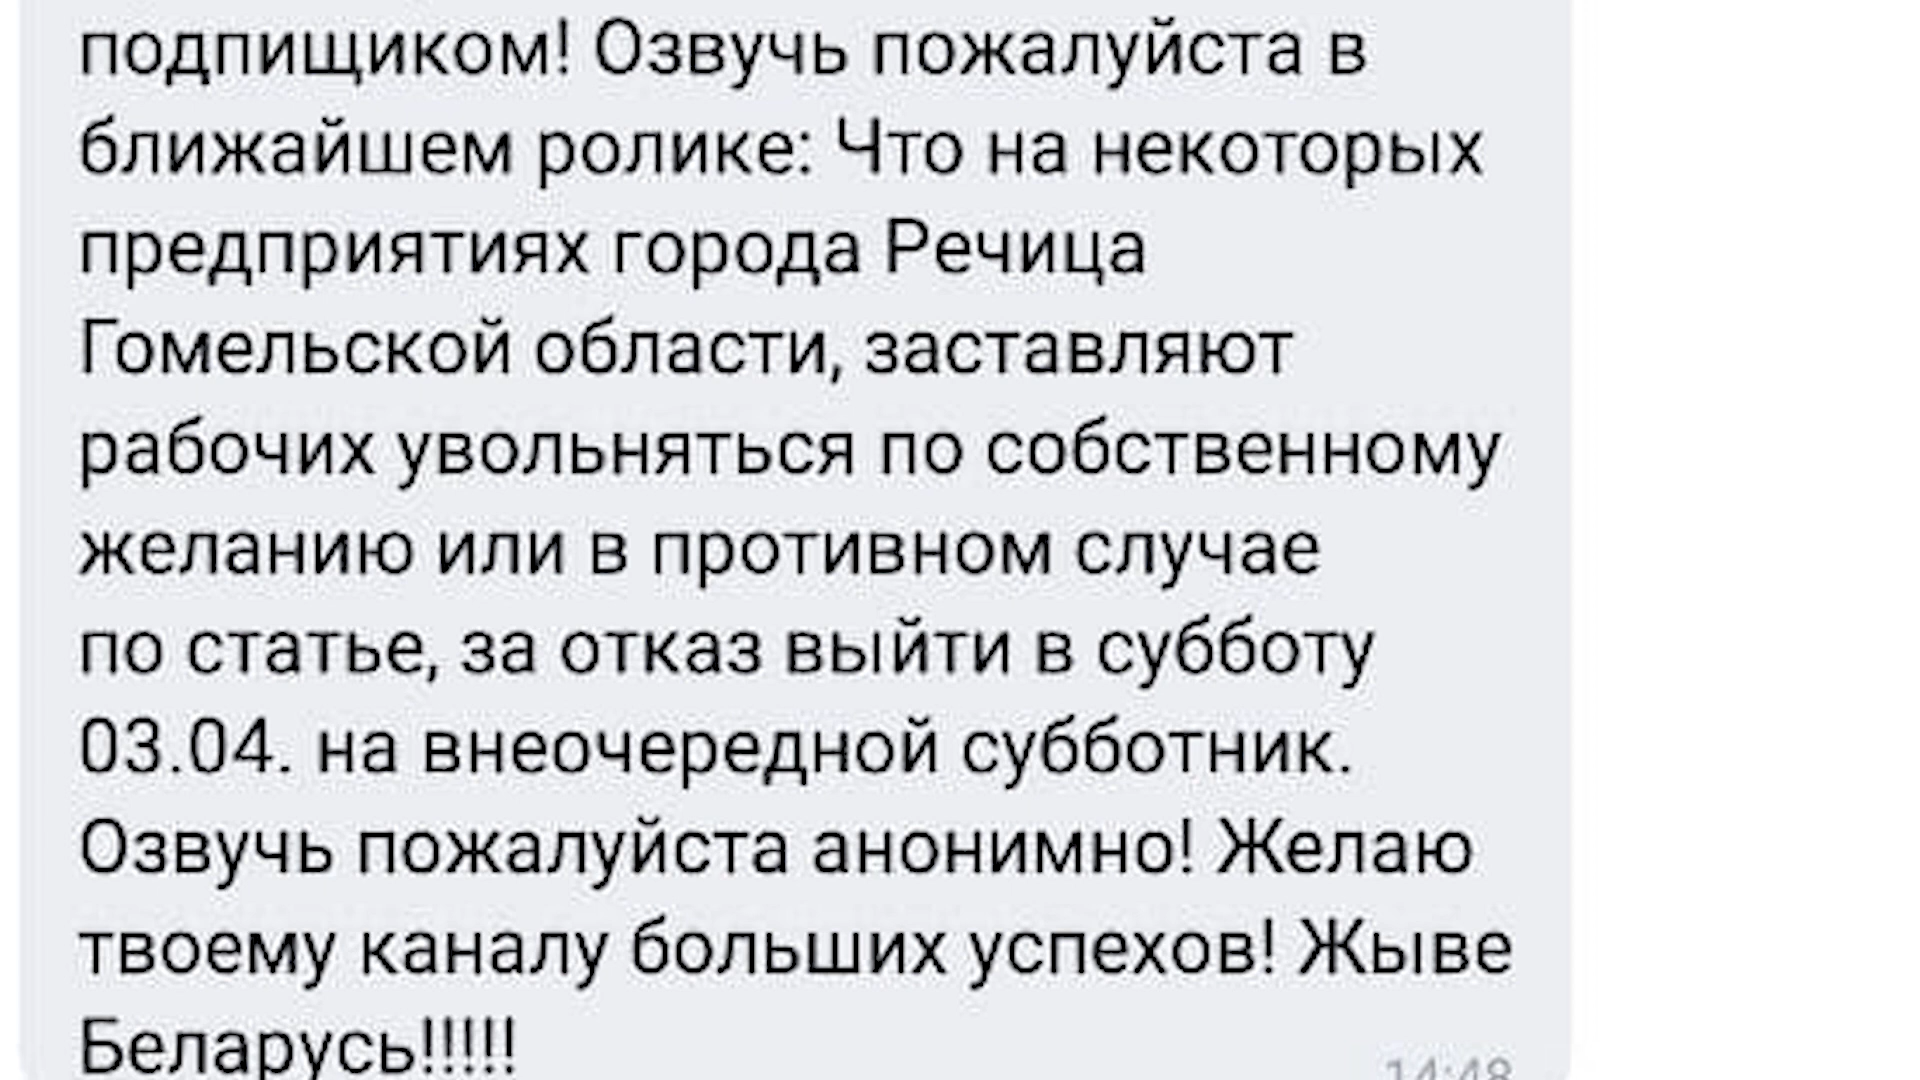 подпищиком! Озвучь пожалуйста в
ближайшем ролике: Что на некоторых
предприятиях города Речица
Гомельской области, заставляют
рабочих увольняться по собственному
желанию или в противном случае
по статье, за отказ выйти в субботу
03.04. на внеочередной субботник.
Озвучь пожалуйста анонимно! Желаю
твоему каналу больших успехов! Жыве
Беларусь!!!!!
14:48